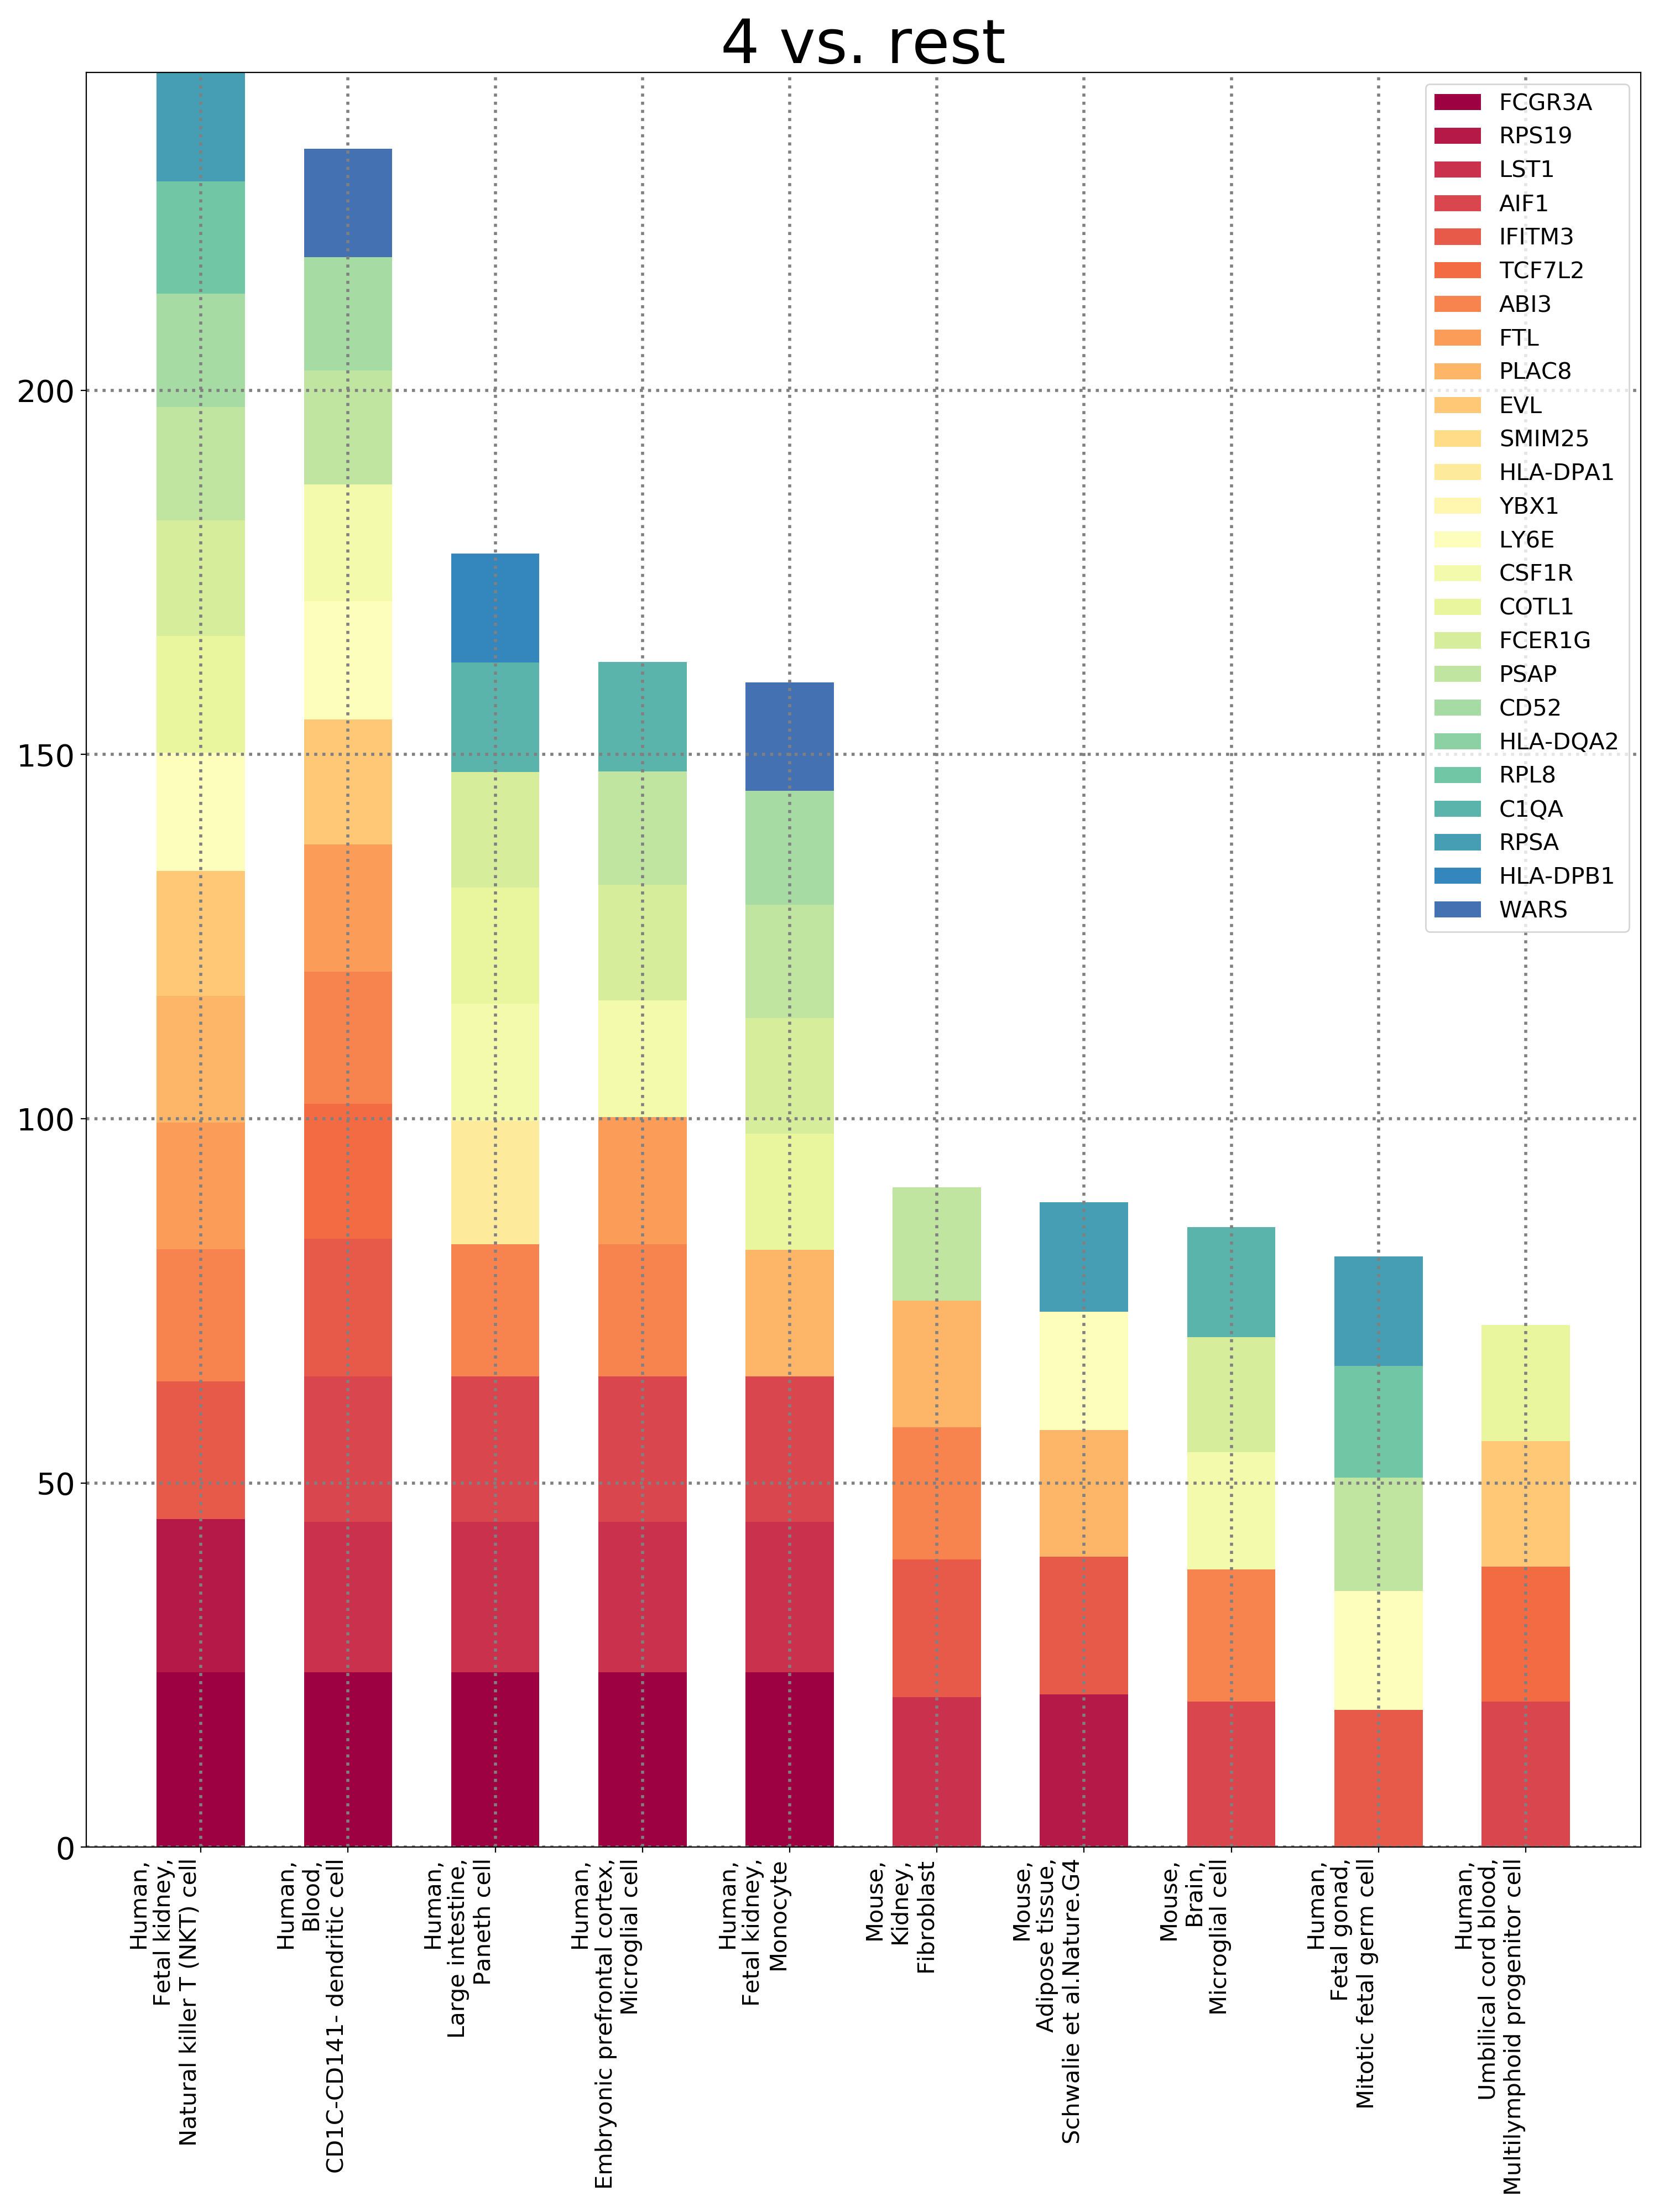 4 vs. rest
FCGR3A
RPS19
LST1
AIF1
IFITM3
TCF7L2
ABI3
FTL
PLAC8
EVL
SMIM25
HLA-DPA1
YBX1
LY6E
CSF1R
COTL1
FCER1G
PSAP
CD52
HLA-DQA2
RPL8
C1QA
RPSA
HLA-DPB1
WARS
200
150
100
50
0
Human,
Fetal kidney,
Natural killer T (NKT) cell
Human,
Blood,
CD1C-CD141- dendritic cell
Human,
Large intestine,
Paneth cell
Human,
Embryonic prefrontal cortex,
Microglial cell
Human,
Fetal kidney,
Monocyte
Mouse,
Kidney,
Fibroblast
Mouse,
Adipose tissue,
Schwalie et al.Nature.G4
Mouse,
Brain,
Microglial cell
Human,
Fetal gonad,
Mitotic fetal germ cell
Human,
Umbilical cord blood,
Multilymphoid progenitor cell